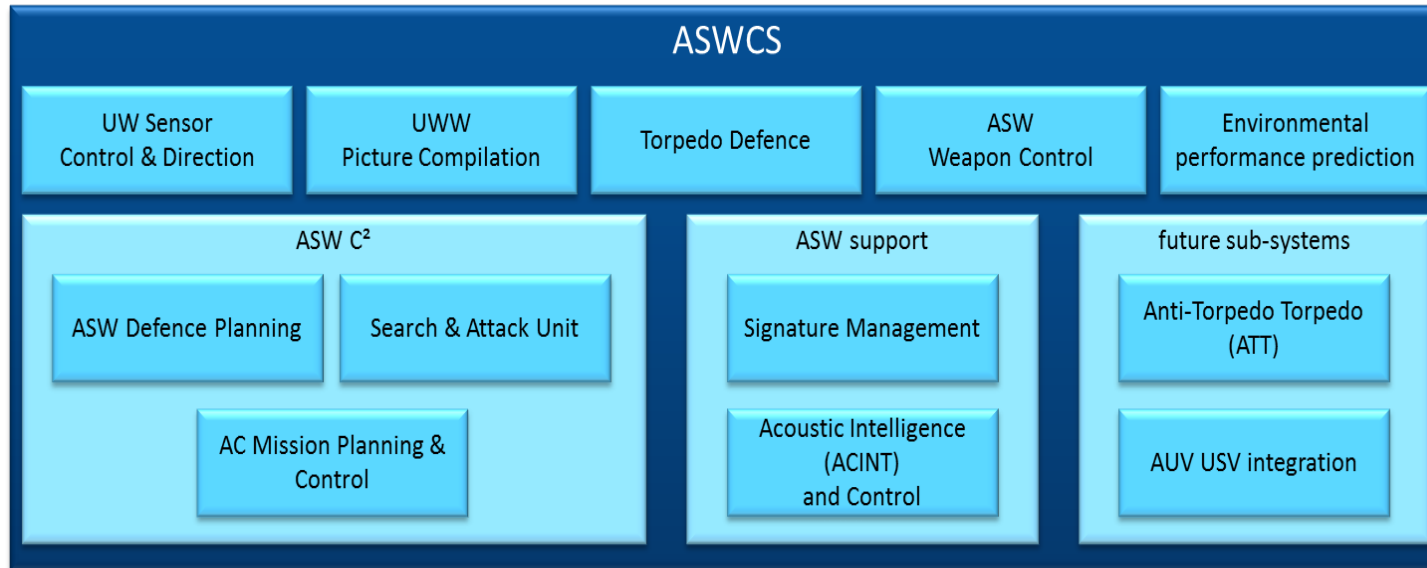 ASWCS
UW Sensor
Control & Direction
UWW
Picture Compilation
Torpedo Defence
ASW
Weapon Control
Environmental
performance prediction
ASW C²
ASW Defence Planning
Search & Attack Unit
AC Mission Planning &
Control
ASW support
Signature Management
Acoustic Intelligence
(ACINT)
and Control
future sub-systems
Anti-Torpedo Torpedo
(ATT)
AUV USV integration